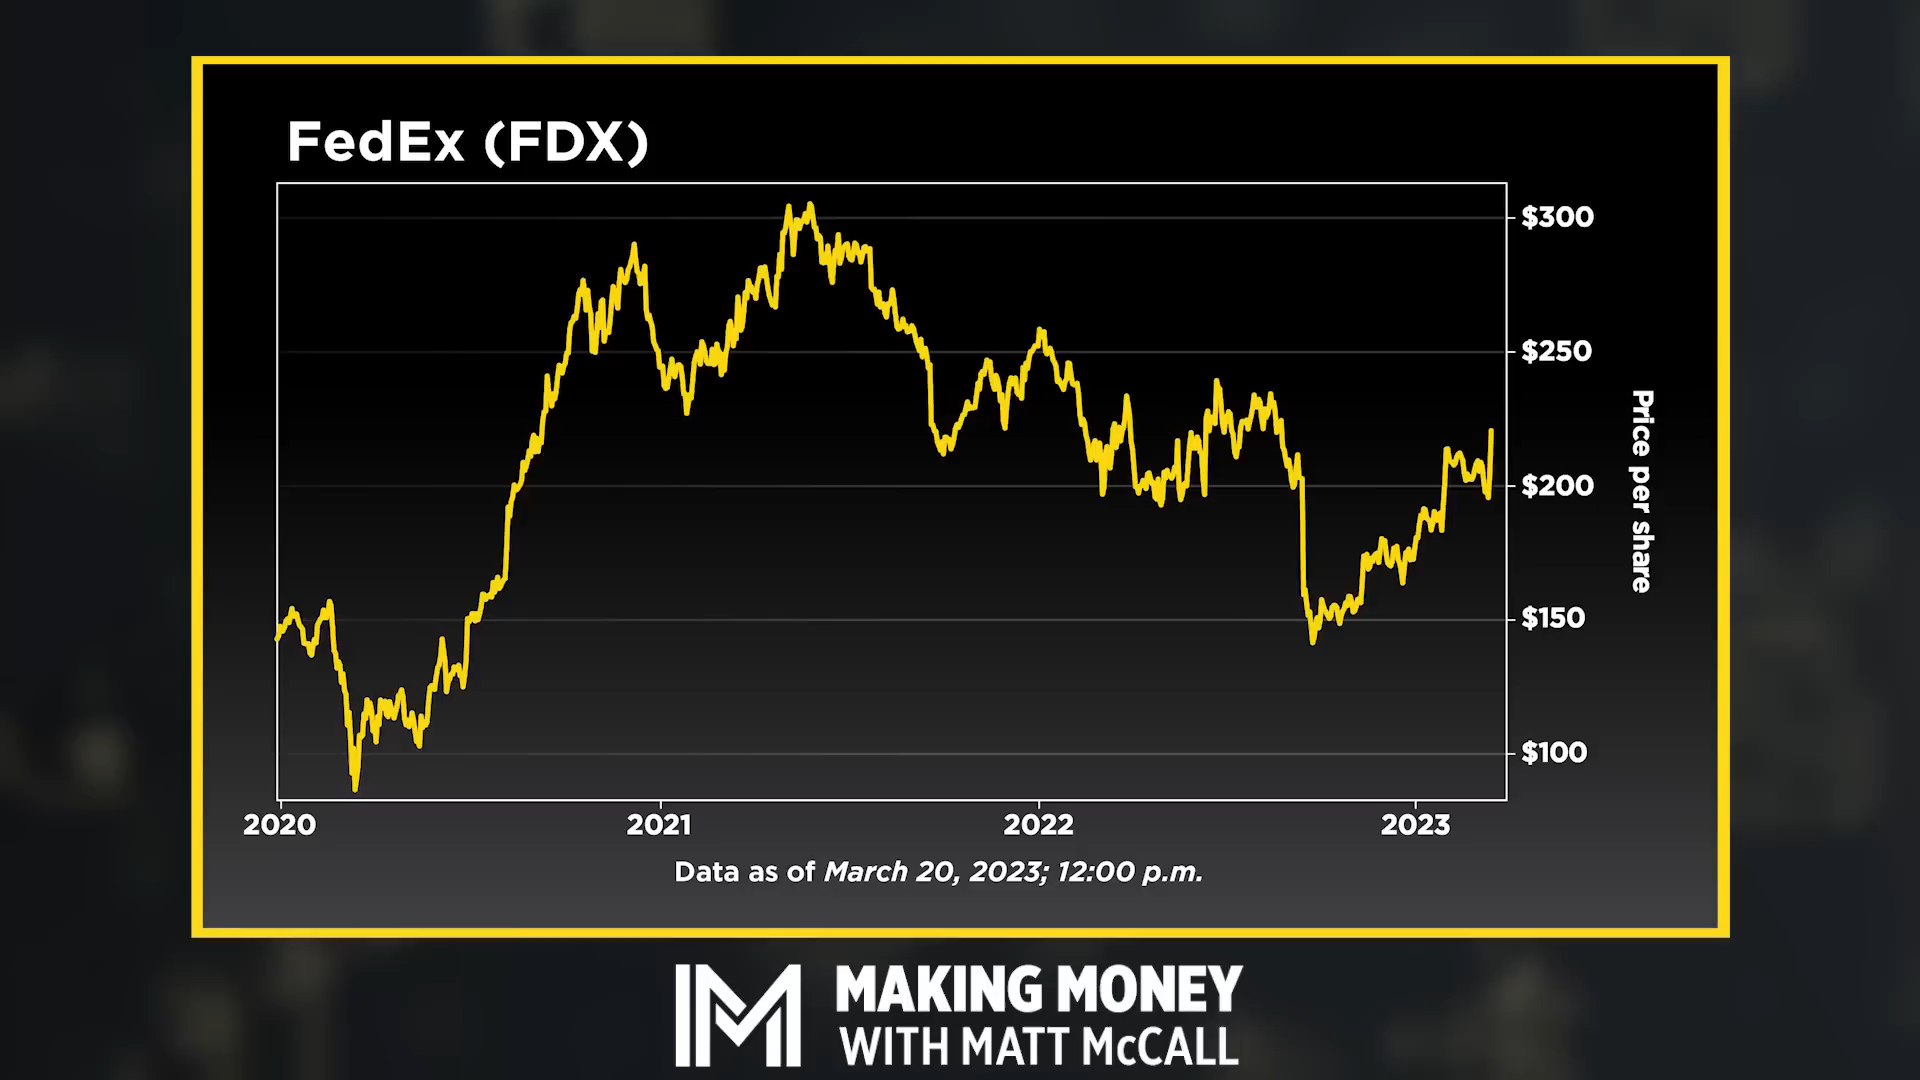 FedEx (FDX)
$300
$250
$200
$150
$100
Price per share
2020 2021 2022 2023
Data as of March 20, 2023; 12:00 p.m.
MAKING MONEY
WITH MATT McCALL